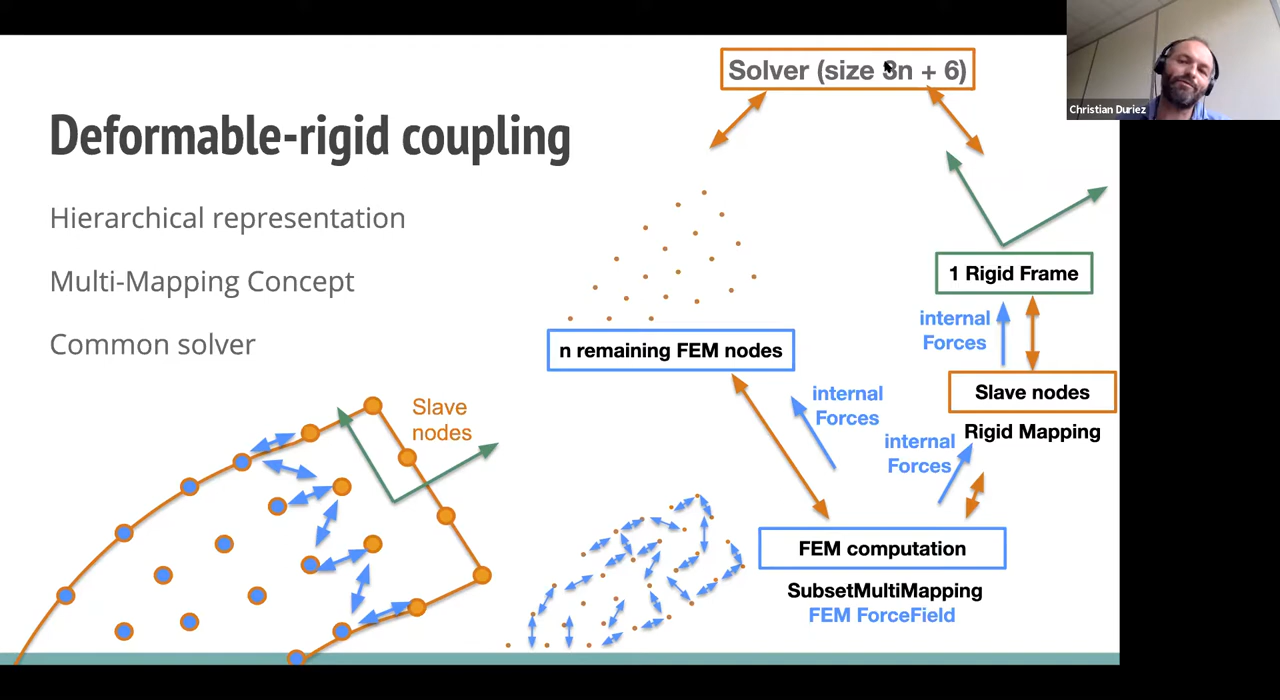 Solver (size 3n + 6)
Christian Duriez
Deformable-rigid coupling
Hierarchical representation
Multi-Mapping Concept
Common solver
1 Rigid Frame
internal
Forces
n remaining FEM nodes
Slave nodes
Rigid Mapping
internal
Forces
internal
Forces
Slave
nodes
FEM computation
SubsetMultiMapping
FEM ForceField